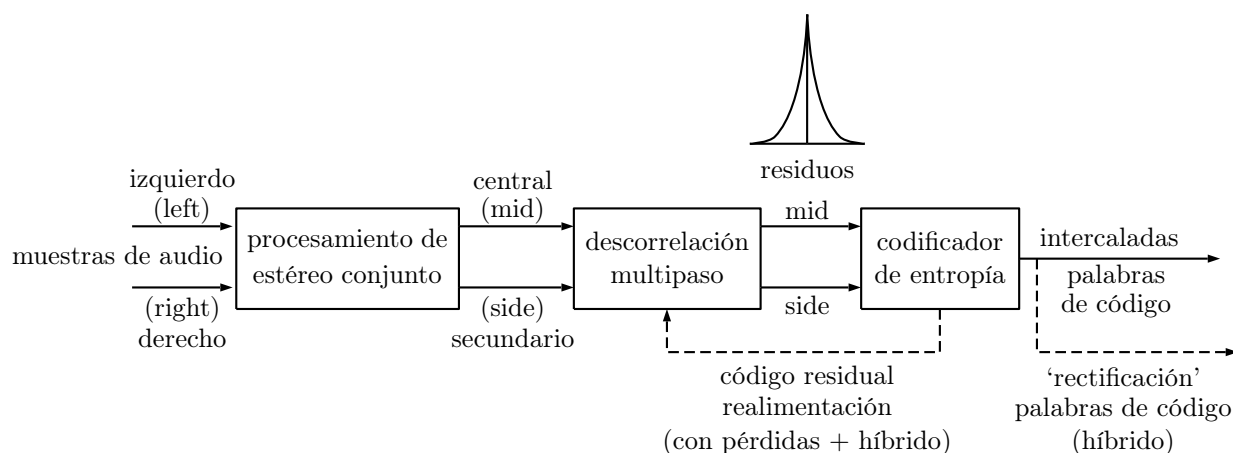 residuos
izquierdo
(left)
central
(mid)
mid
muestras de audio
procesamiento de
estéreo conjunto
descorrelación
multipaso
codificador
de entropía
intercaladas
palabras
de código
(right)
derecho
(side)
secundario
side
código residual
realimentación
(con pérdidas + híbrido)
‘rectificación’
palabras de código
(híbrido)